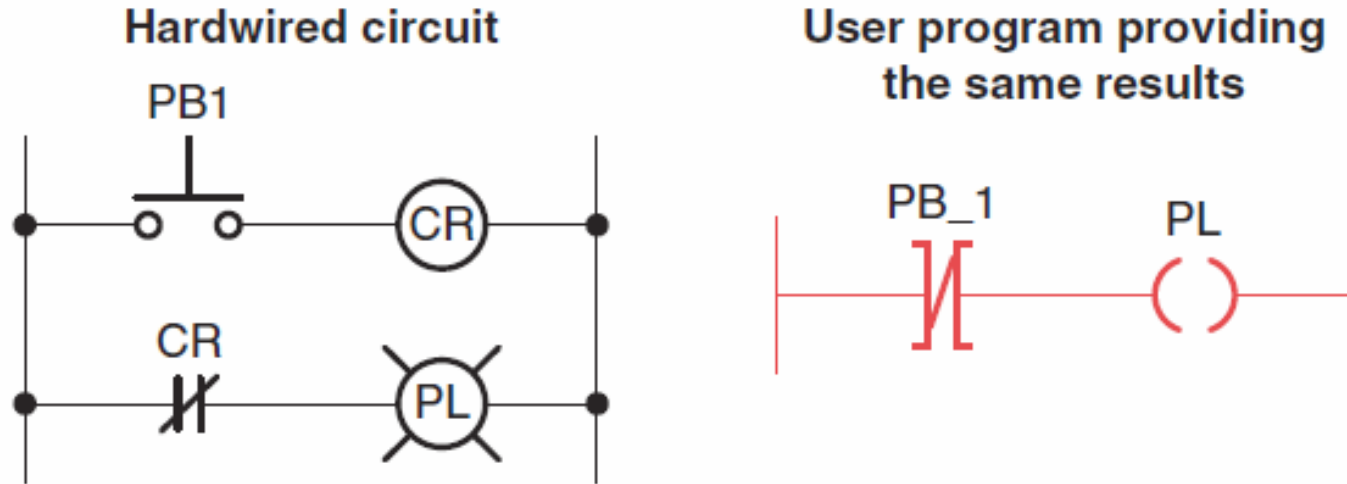 Hardwired circuit
PB1
CR
CR
PL
User program providing
the same results
PB_1
PL